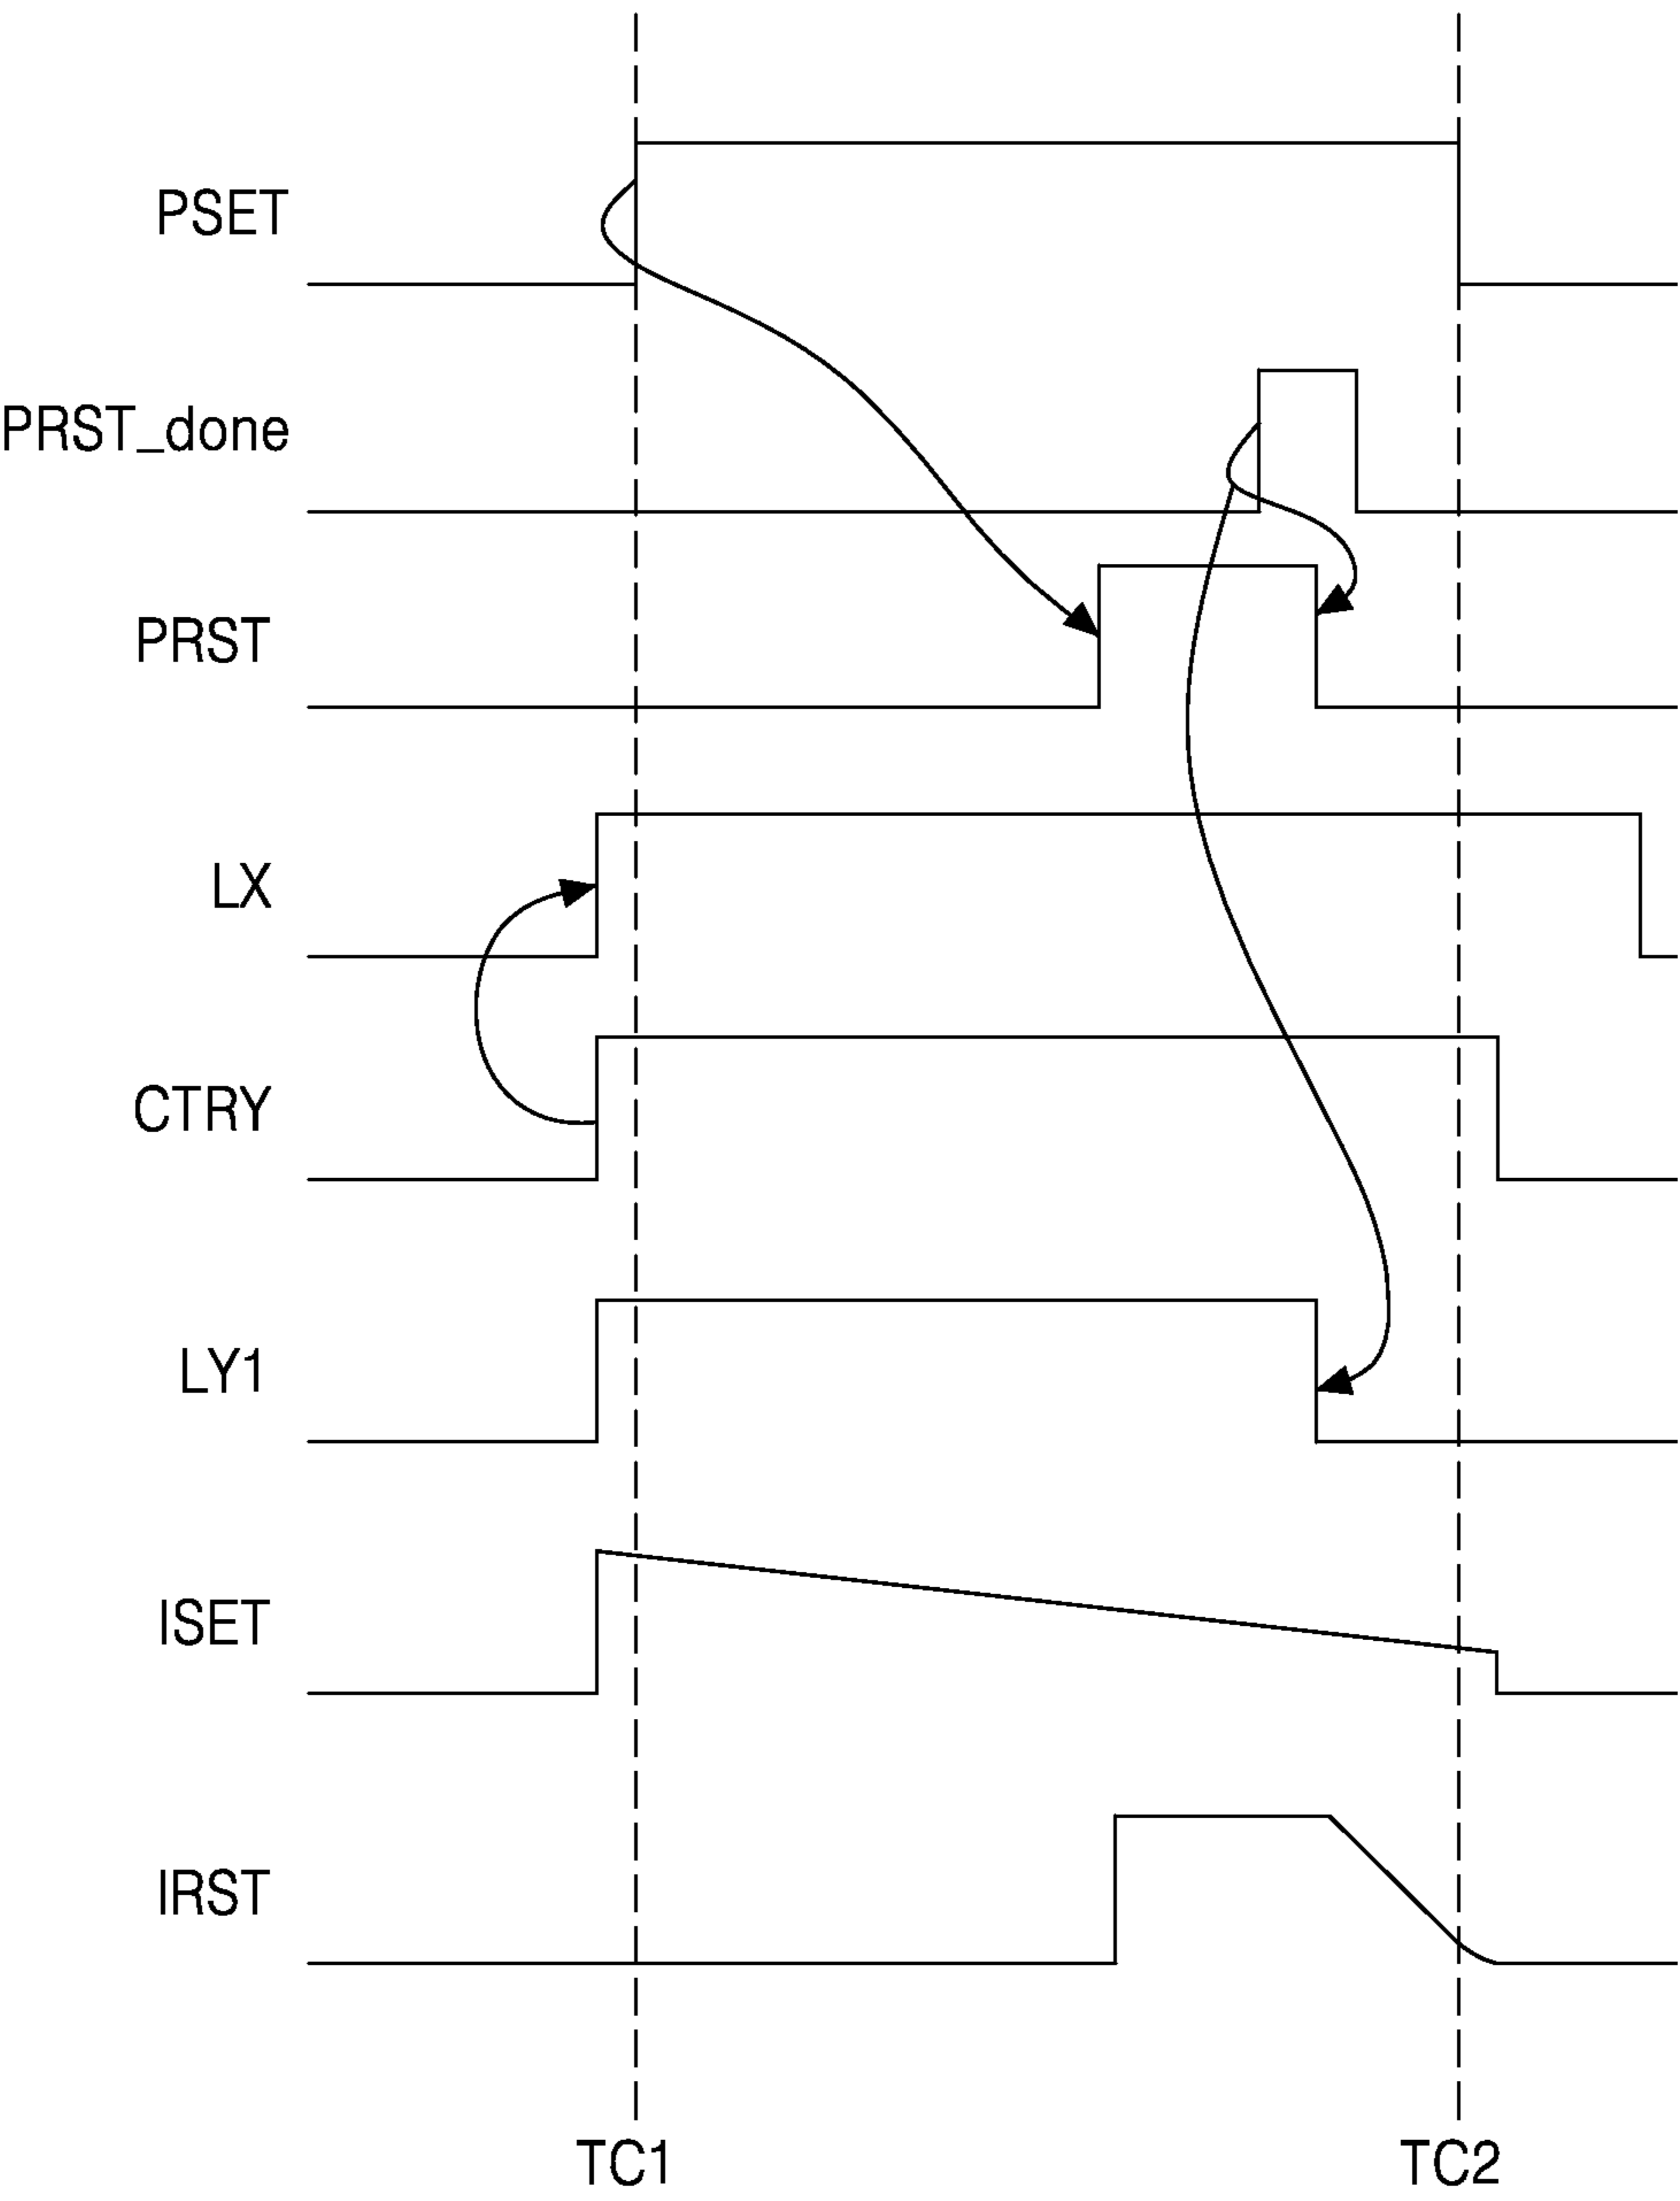 PSET
PRST_done
PRST
LX
CTRY
LY1
ISET
IRST
TC1 TC2